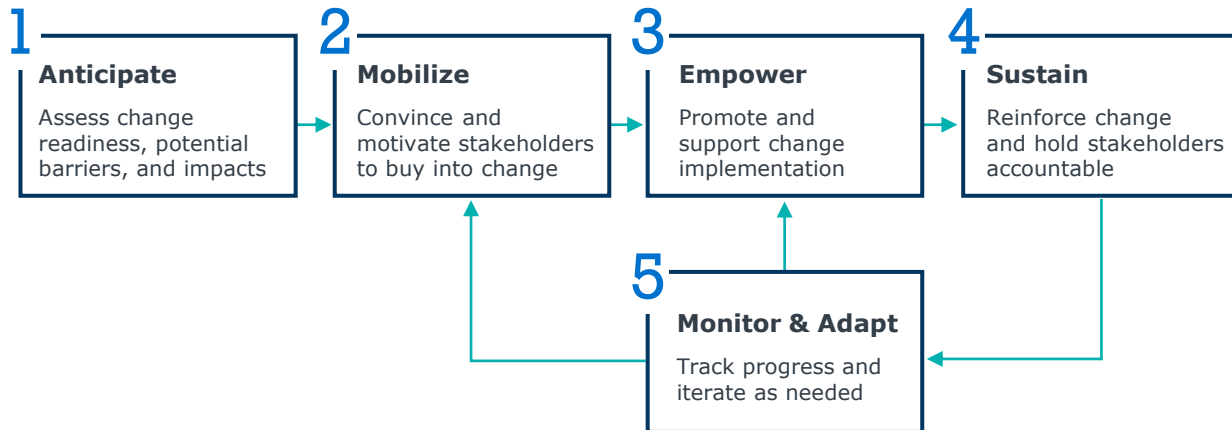 1
Anticipate
Assess change
readiness, potential
barriers, and impacts
2
Mobilize
Convince and
motivate stakeholders
to buy into change
3
Empower
Promote and
support change
implementation
4
Sustain
Reinforce change
and hold stakeholders
accountable
5
Monitor & Adapt
Track progress and
iterate as needed